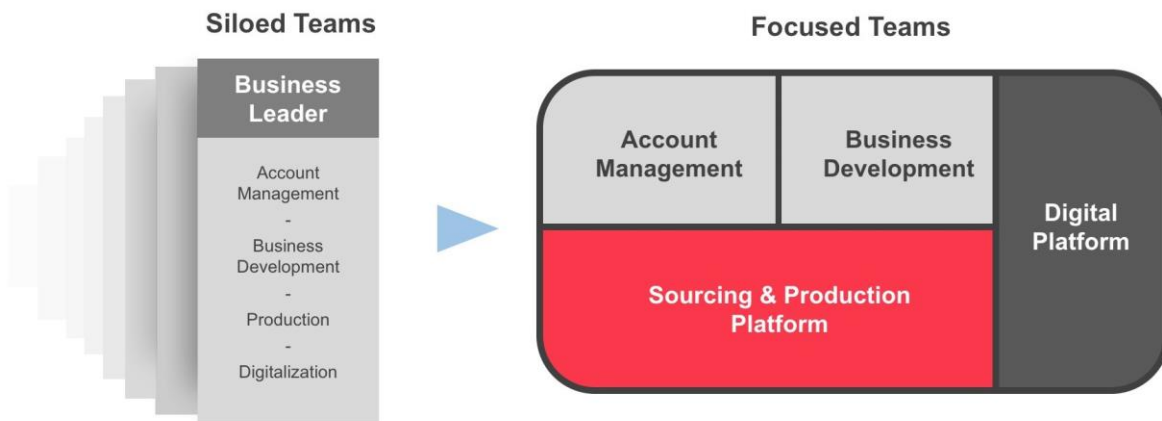 Siloed Teams
Business
Leader
Account
Management
-
Business
Development
-
Production
-
Digitalization
Focused Teams
Account
Management
Business
Development
Digital
Platform
Sourcing & Production
Platform